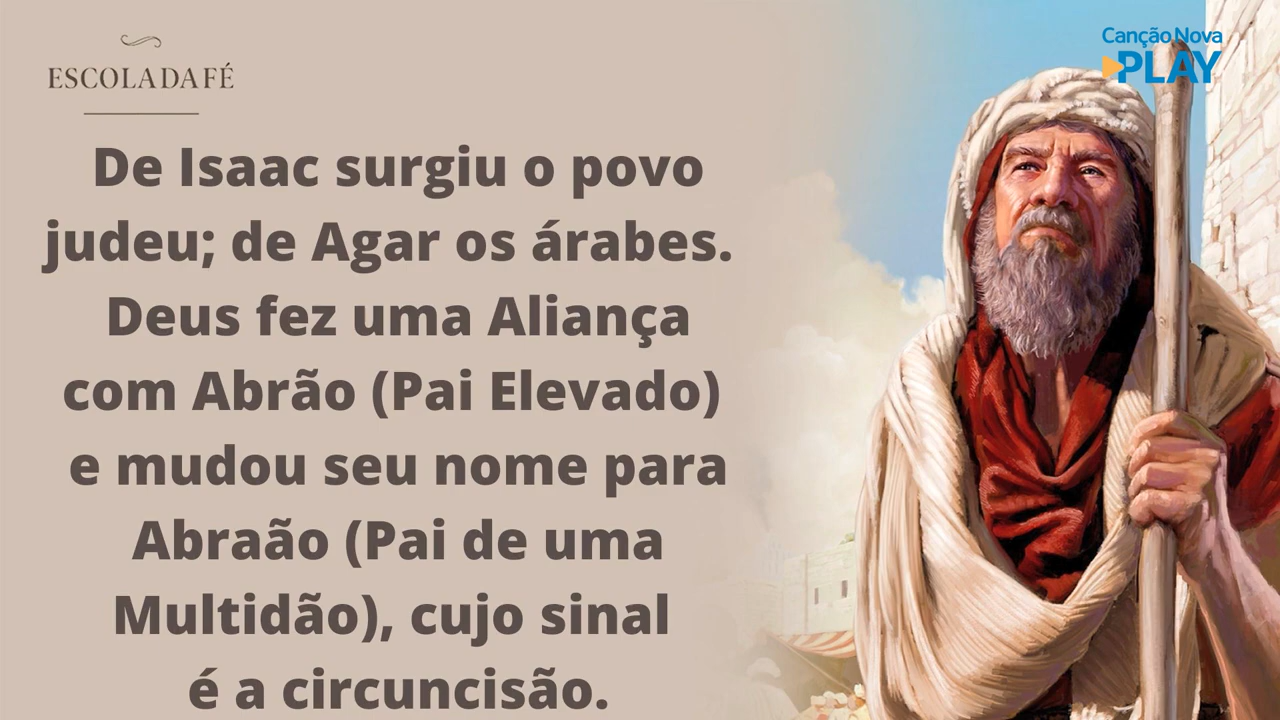 ESCOLADAFÉ
Canção Nova
PLAY
De Isaac surgiu o povo
judeu; de Agar os árabes.
Deus fez uma Aliança
com Abrão (Pai Elevado)
e mudou seu nome para
Abraão (Pai de uma
Multidão), cujo sinal
é a circuncisão.